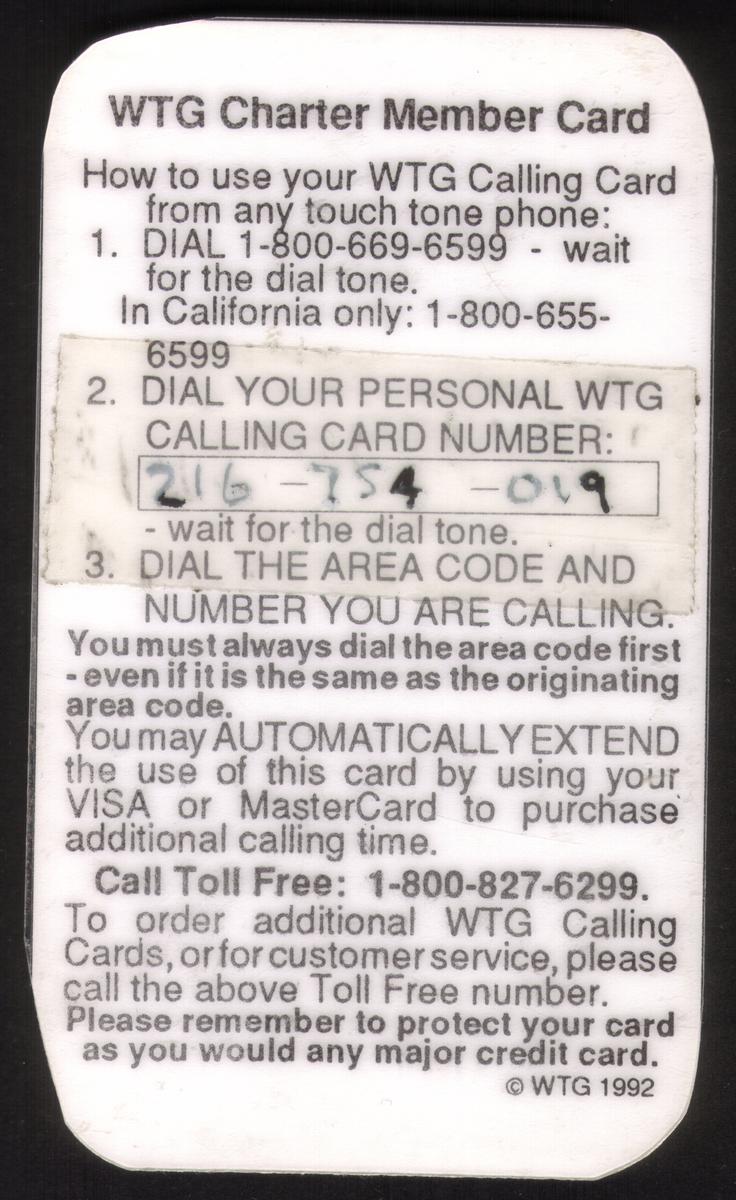 WTG Charter Member Card
How to use your WTG Calling Card
from any touch tone phone:
1. DIAL 1-800-669-6599 - wait
for the dial tone.
In California only: 1-800-655-
6599
2. DIAL YOUR PERSONAL WTG
CALLING CARD NUMBER:
216 - 754 - 019
- wait for the dial tone.
3. DIAL THE AREA CODE AND
NUMBER YOU ARE CALLING.
You must always dial the area code first
- even if it is the same as the originating
area code.
You may AUTOMATICALLY EXTEND
the use of this card by using your
VISA or MasterCard to purchase
additional calling time.
Call Toll Free: 1-800-827-6299.
To order additional WTG Calling
Cards, or for customer service, please
call the above Toll Free number.
Please remember to protect your card
as you would any major credit card.
© WTG 1992